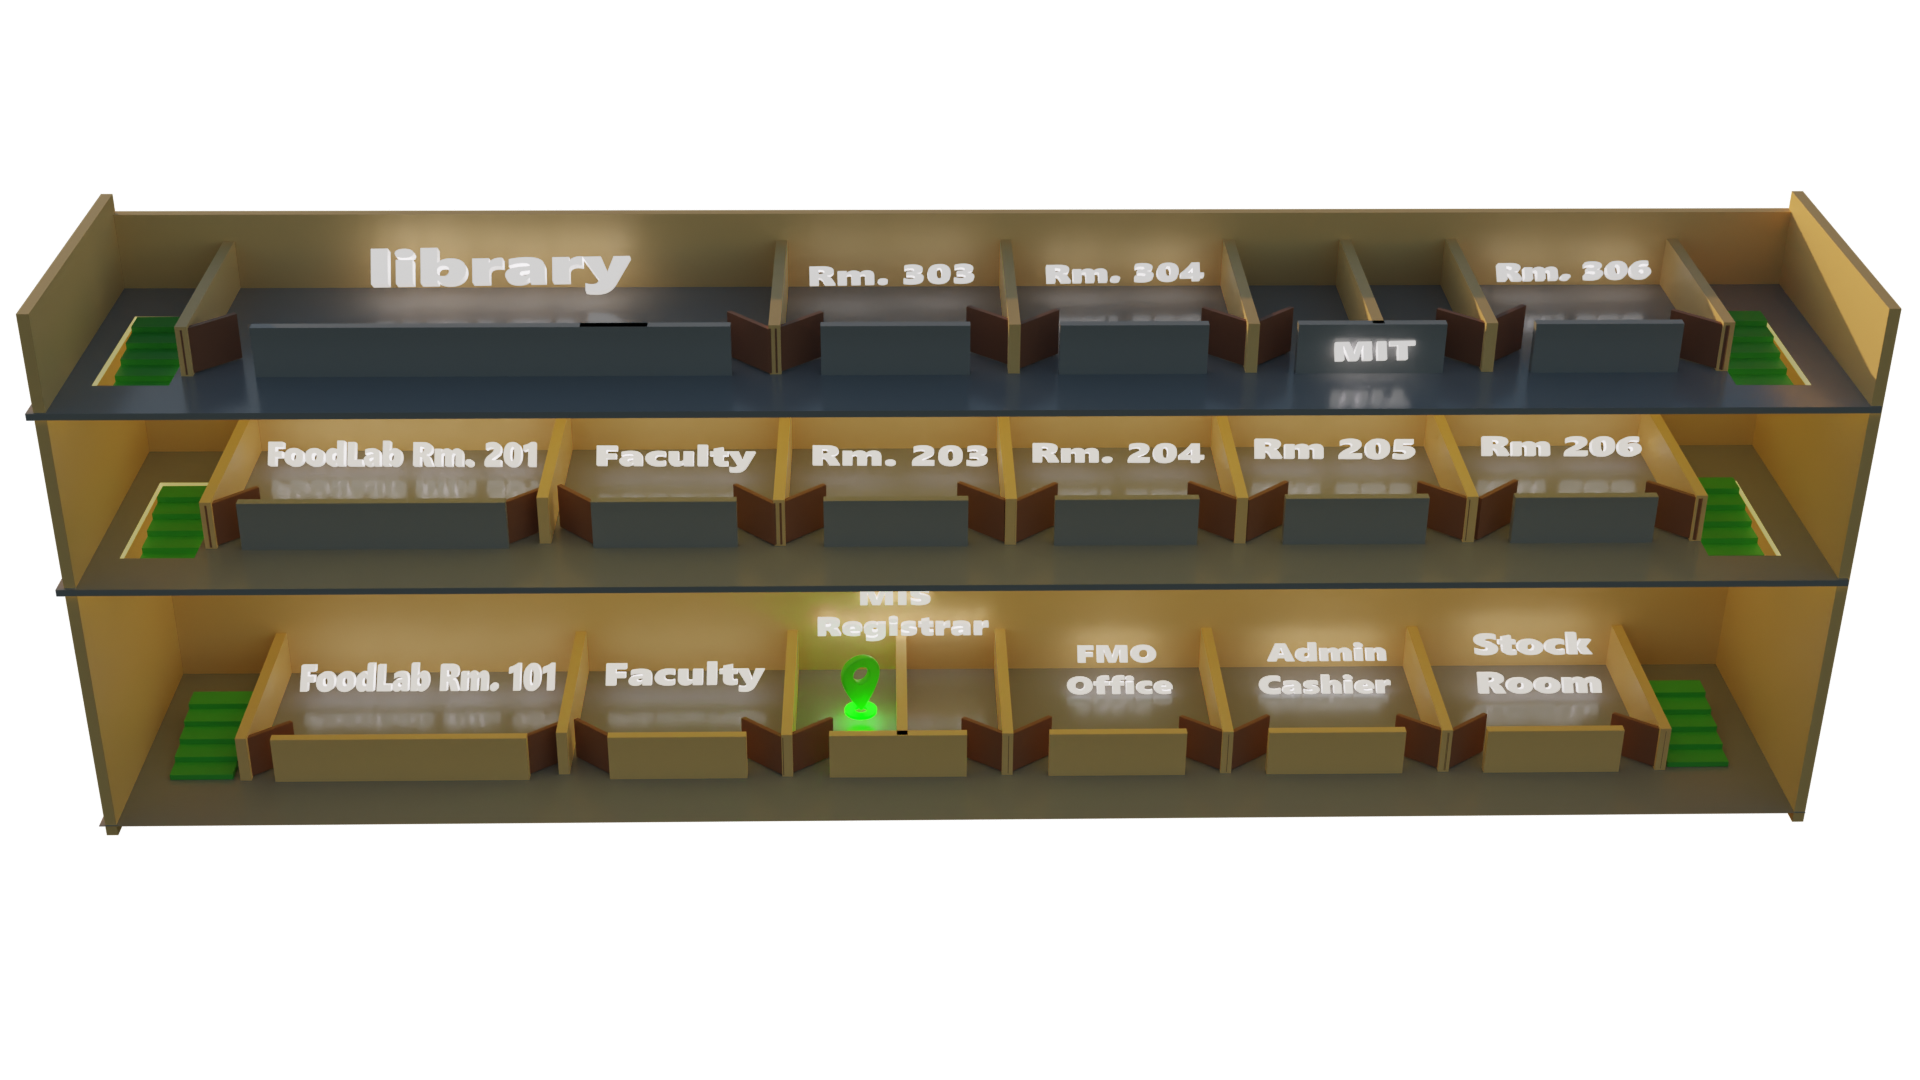 library
Rm. 303
Rm. 304
MIT
Rm. 306
FoodLab Rm. 201
Faculty
Rm. 203
Rm. 204
Rm 205
Rm 206
FoodLab Rm. 101
Faculty
MIS
Registrar
FMO
Office
Admin
Cashier
Stock
Room